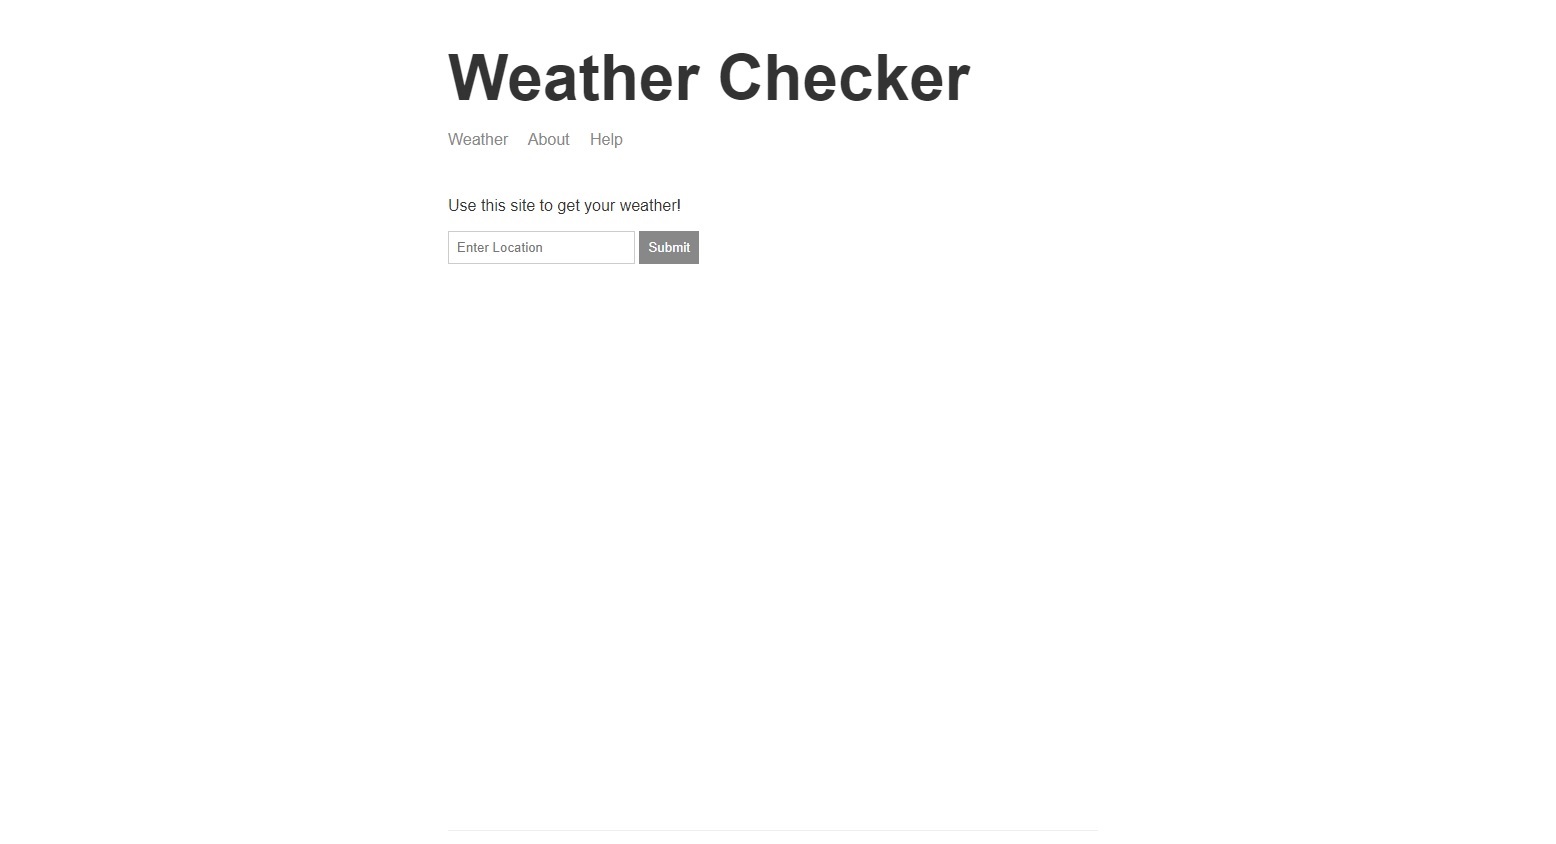 Weather Checker
Weather About Help
Use this site to get your weather!
Enter Location Submit